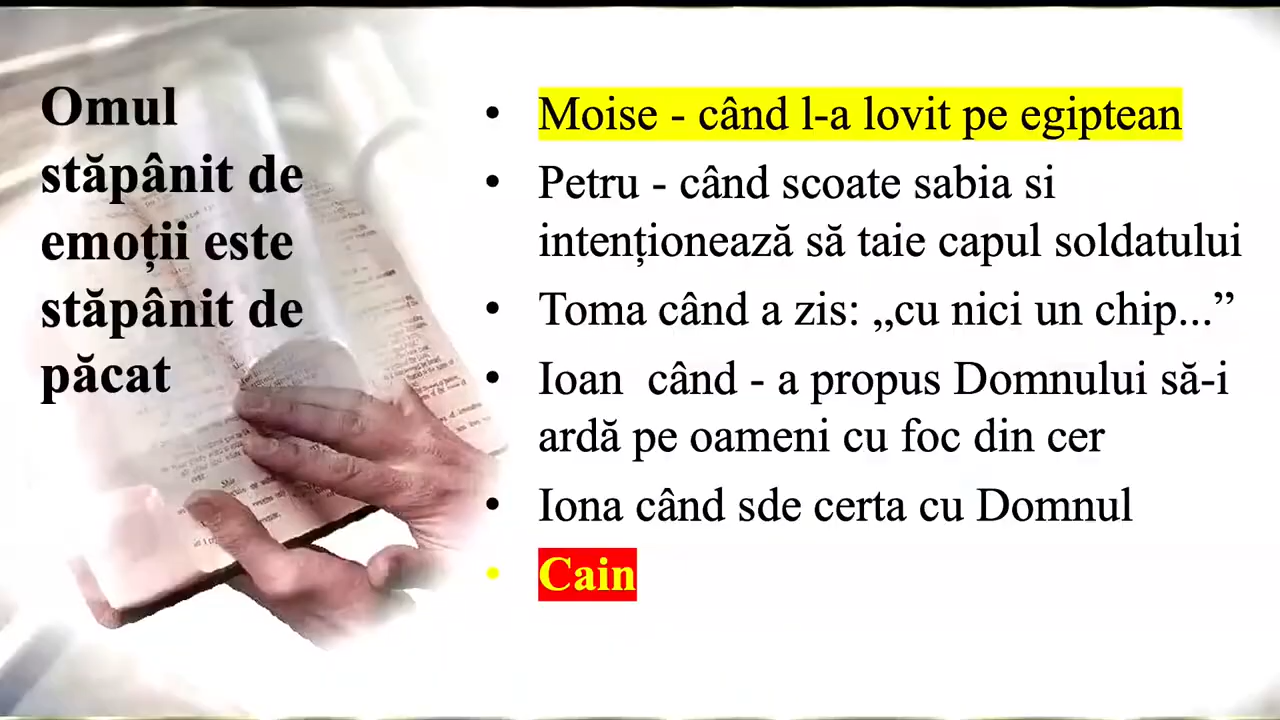 Omul
stăpânit de
emoții este
stăpânit de
păcat
• Moise - când l-a lovit pe egiptean
• Petru - când scoate sabia si
intenționează să taie capul soldatului
• Toma când a zis: „cu nici un chip...”
• Ioan  când - a propus Domnului să-i
ardă pe oameni cu foc din cer
• Iona când sde certa cu Domnul
• Cain